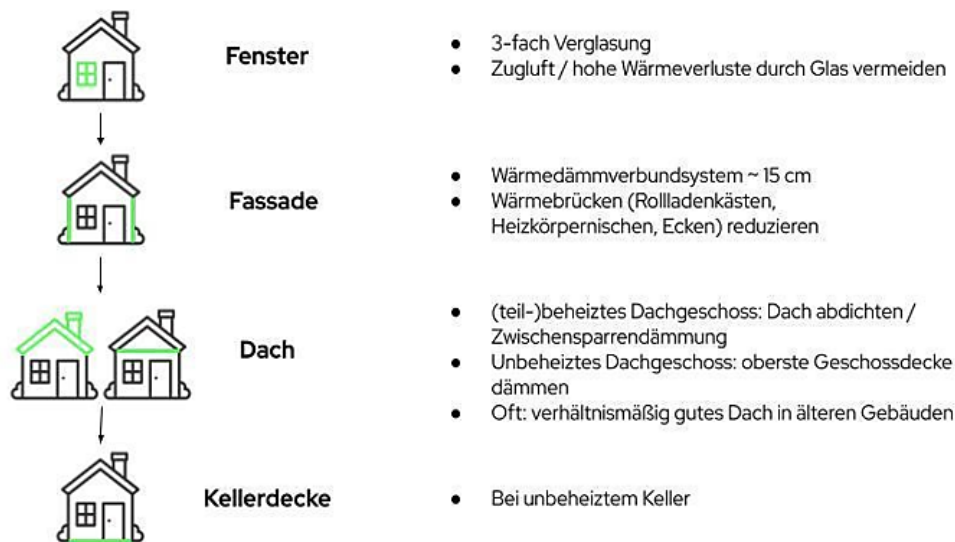 Fenster
● 3-fach Verglasung
● Zugluft / hohe Wärmeverluste durch Glas vermeiden
Fassade
● Wärmedämmverbundsystem ~ 15 cm
● Wärmebrücken (Rollladenkästen,
Heizkörpernischen, Ecken) reduzieren
Dach
● (teil-)beheiztes Dachgeschoss: Dach abdichten /
Zwischensparrendämmung
● Unbeheiztes Dachgeschoss: oberste Geschossdecke
dämmen
● Oft: verhältnismäßig gutes Dach in älteren Gebäuden
Kellerdecke
● Bei unbeheiztem Keller